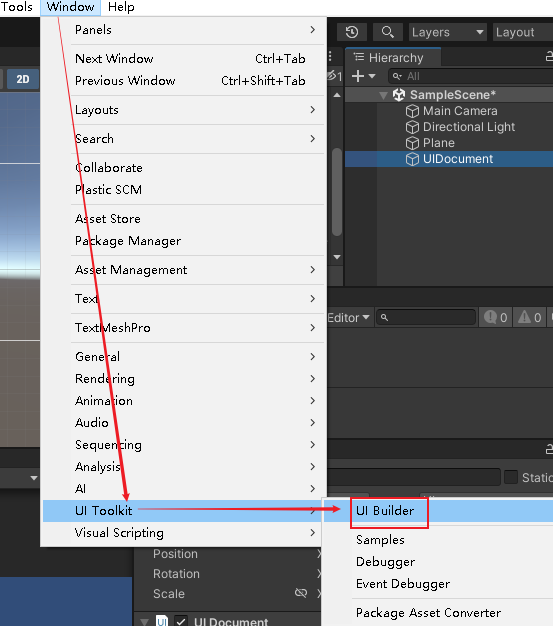 Tools Window Help
Panels
Next Window Ctrl+Tab
Previous Window Ctrl+Shift+Tab
Layouts
Search
Collaborate
Plastic SCM
Asset Store
Package Manager
Asset Management
Text
TextMeshPro
General
Rendering
Animation
Audio
Sequencing
Analysis
AI
UI Toolkit
Visual Scripting
UI Builder
Samples
Debugger
Event Debugger
Package Asset Converter
2D
Layers Layout
Hierarchy
All
1
SampleScene*
Main Camera
Directional Light
Plane
UIDocument
Editor 0 0
Position
Rotation
Scale
UI Document